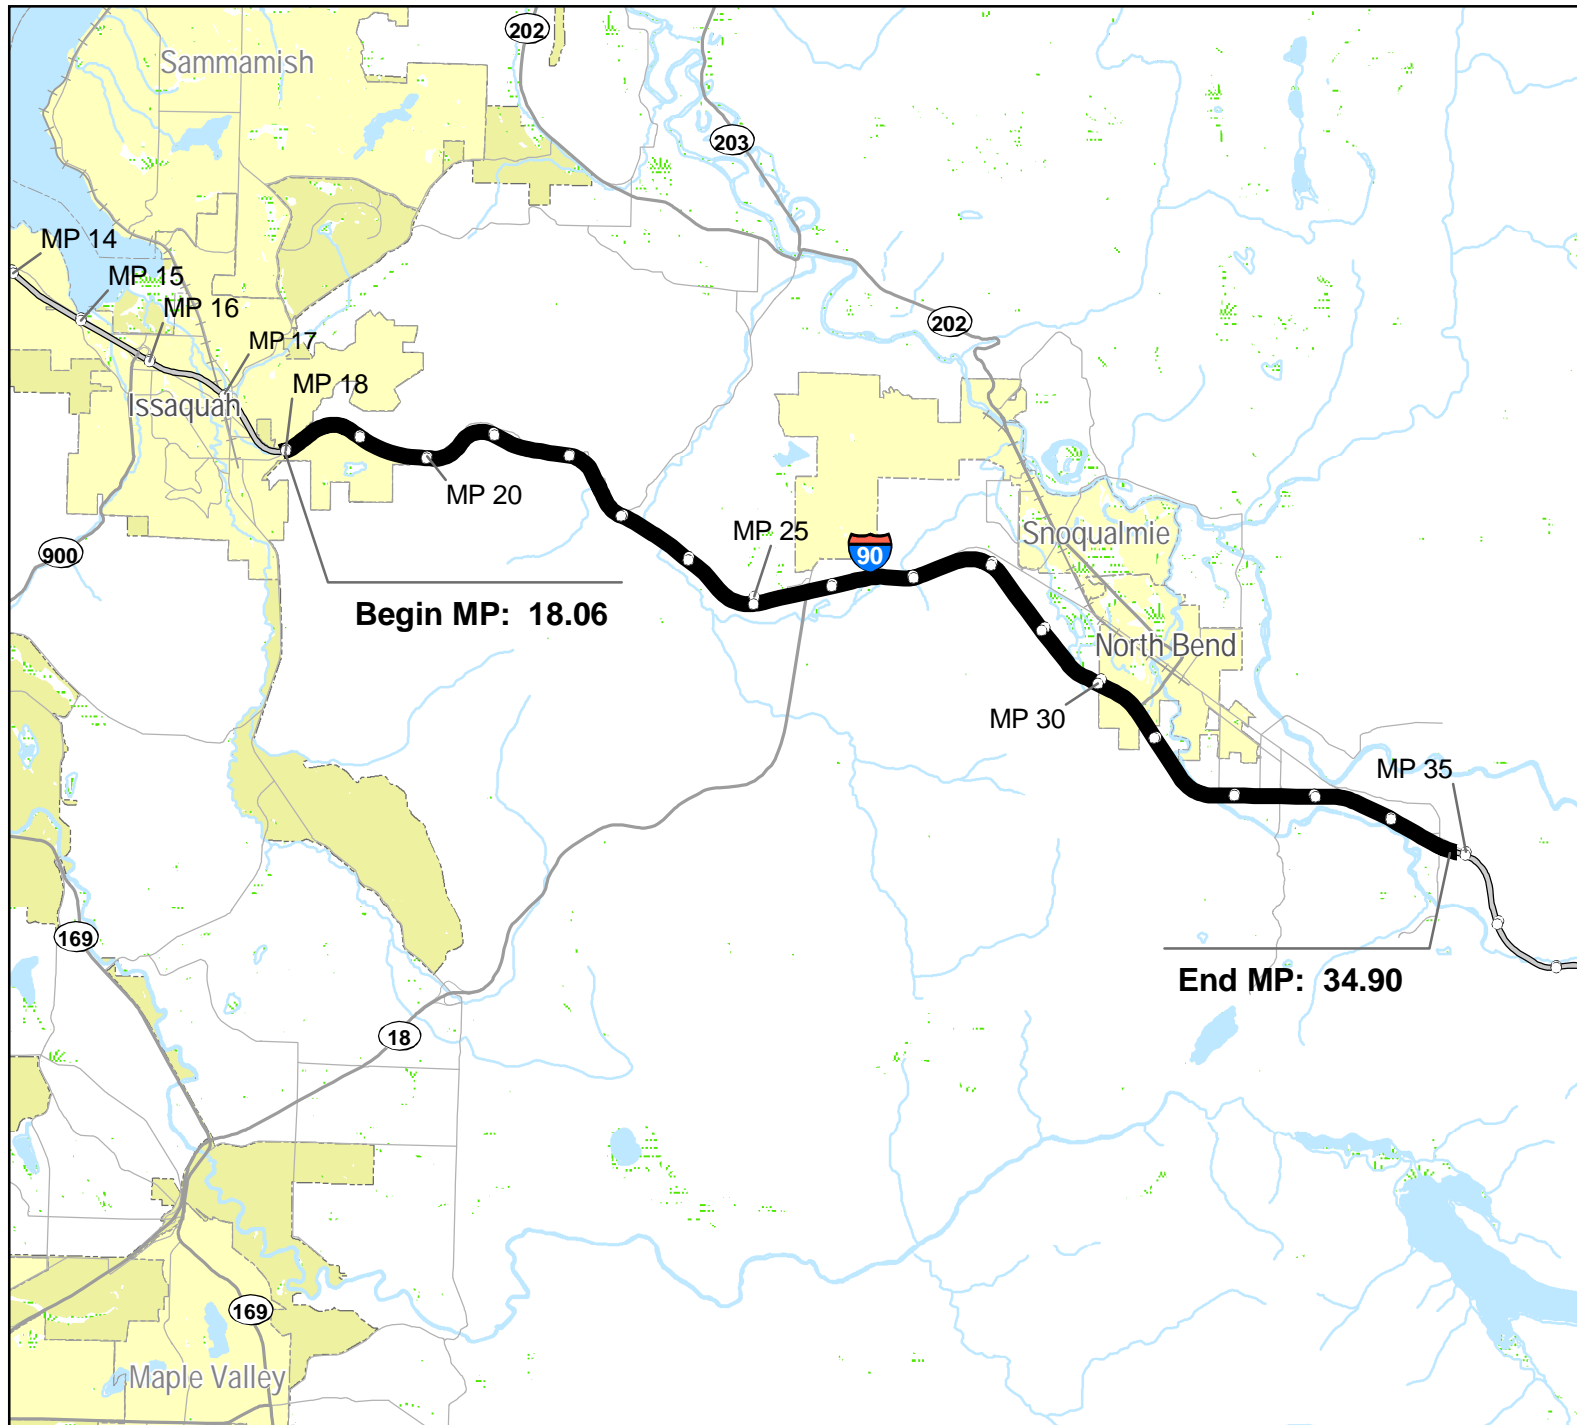 202
Sammamish
203
MP 14
MP 15
MP 16
202
MP 17
MP 18
Issaquah
MP 20
MP 25
Snoqualmie
900
90
Begin MP: 18.06
North Bend
MP 30
MP 35
169
End MP: 34.90
18
169
Maple Valley